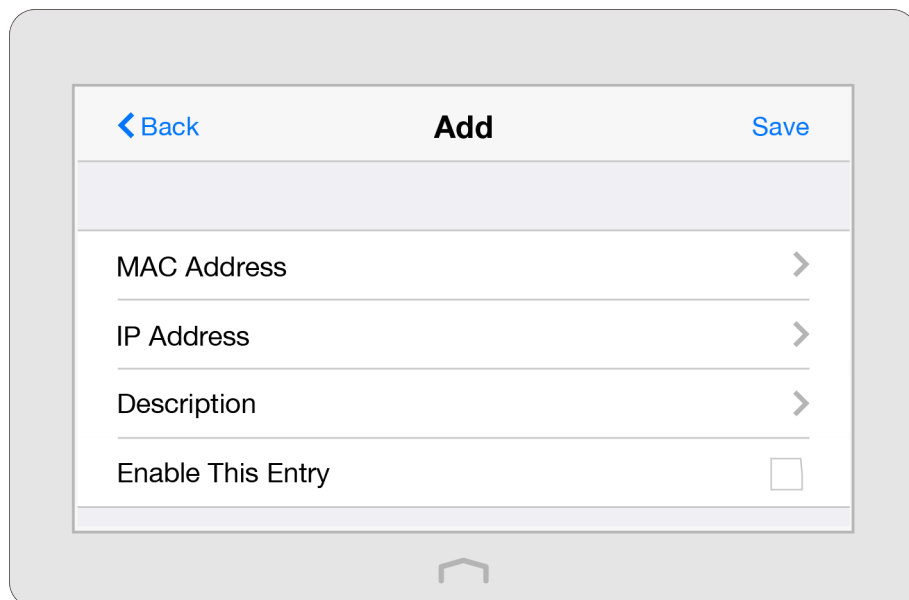 Back Add Save
MAC Address
IP Address
Description
Enable This Entry